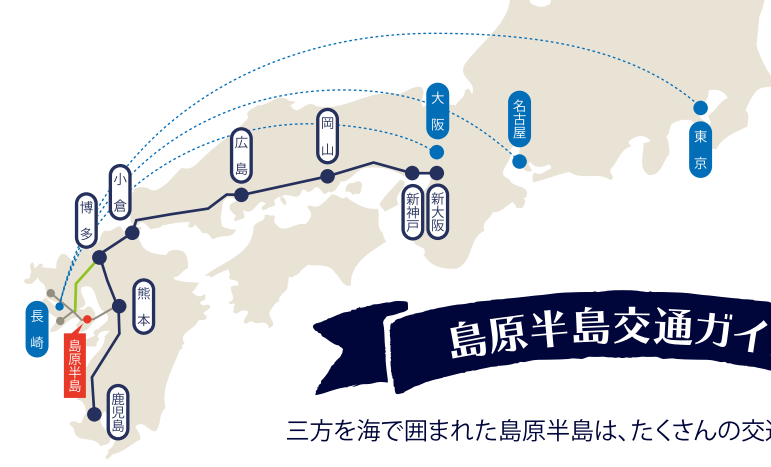 東京
名古屋
大阪
岡山
広島
小倉
博多
新神戸
新大阪
熊本
長崎
島原半島
鹿児島
島原半島交通ガイ
三方を海で囲まれた島原半島は、たくさんの交通